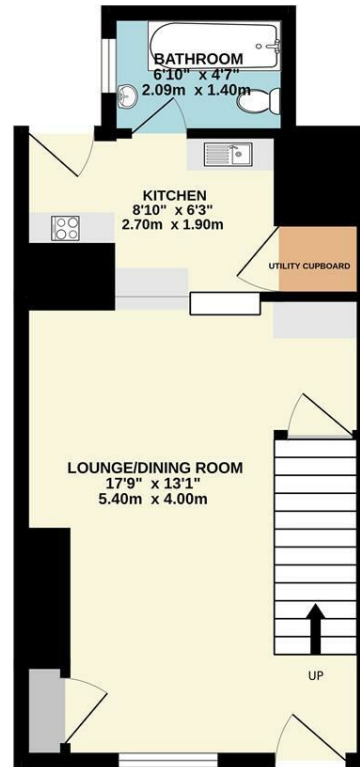 BATHROOM
6'10" x 4'7"
2.09m x 1.40m
KITCHEN
8'10" x 6'3"
2.70m x 1.90m
UTILITY CUPBOARD
LOUNGE/DINING ROOM
17'9" x 13'1"
5.40m x 4.00m
UP